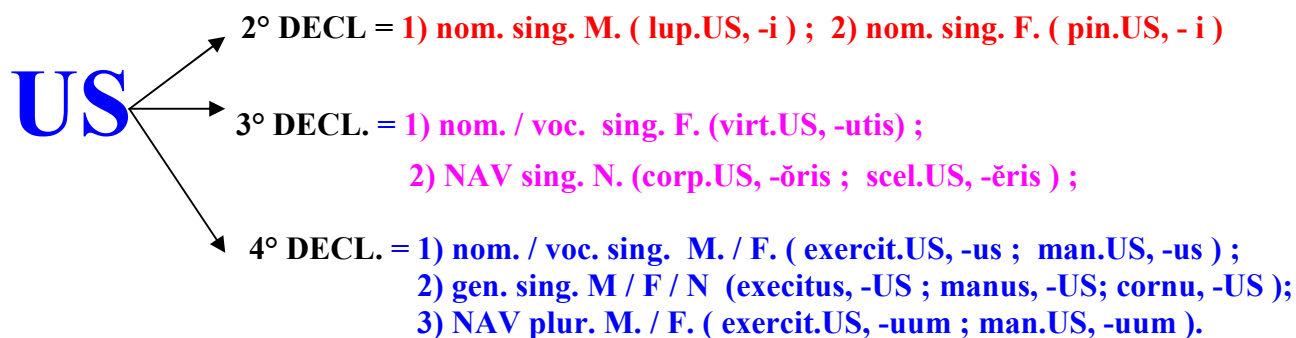 2° DECL = 1) nom. sing. M. ( lup.US, -i ) ; 2) nom. sing. F. ( pin.US, - i )
US
3° DECL. = 1) nom. / voc. sing. F. (virt.US, -utis) ;
2) NAV sing. N. (corp.US, -ŏris ; scel.US, -ĕris ) ;
4° DECL. = 1) nom. / voc. sing. M. / F. ( exercit.US, -us ; man.US, -us ) ;
2) gen. sing. M / F / N (execitus, -US ; manus, -US; cornu, -US );
3) NAV plur. M. / F. ( exercit.US, -uum ; man.US, -uum ).